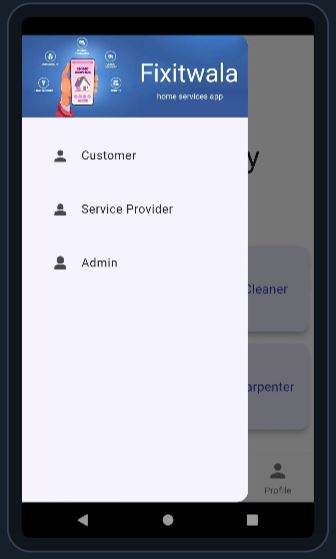 Fixitwala
home services app
y
Customer
Service Provider
Admin
Cleaner
arpenter
Profile